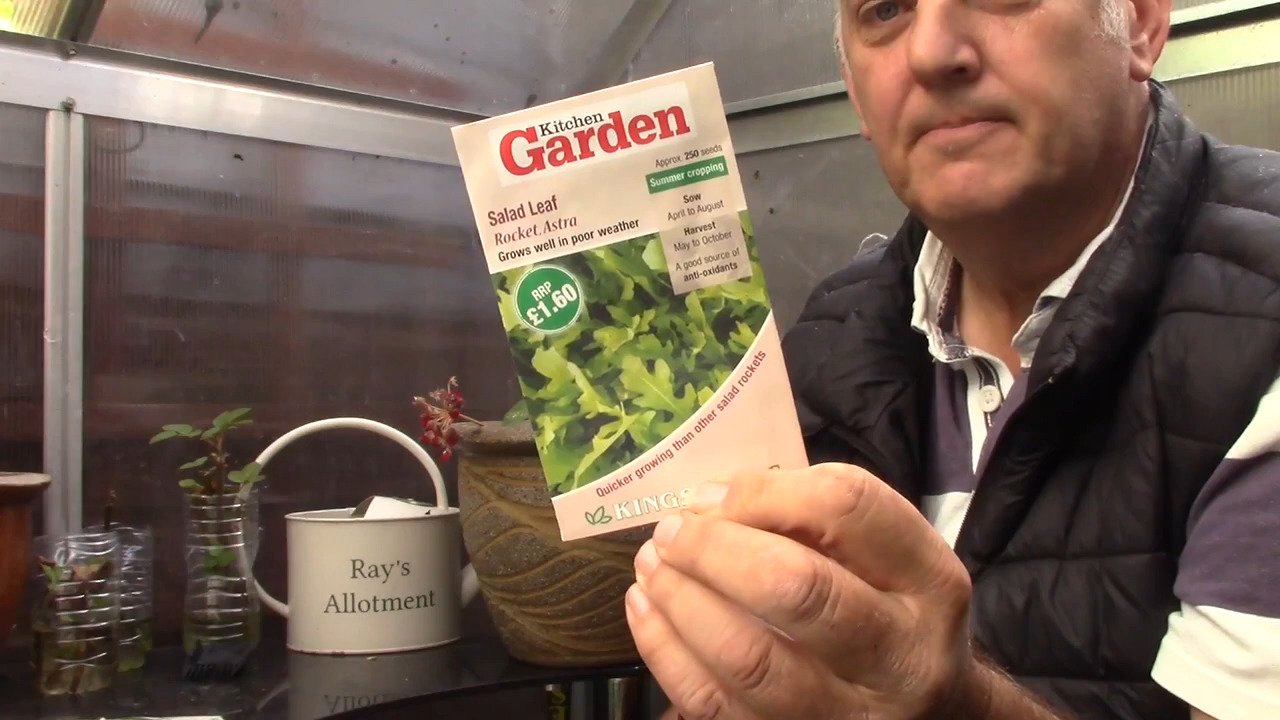 Kitchen
Garden
Approx. 250 seeds
Summer cropping
Salad Leaf
Rocket, Astra
Grows well in poor weather
Sow
April to August
Harvest
May to October
A good source of
anti-oxidants
RRP
£1.60
Quicker growing than other salad rockets
KINGS
Ray's
Allotment